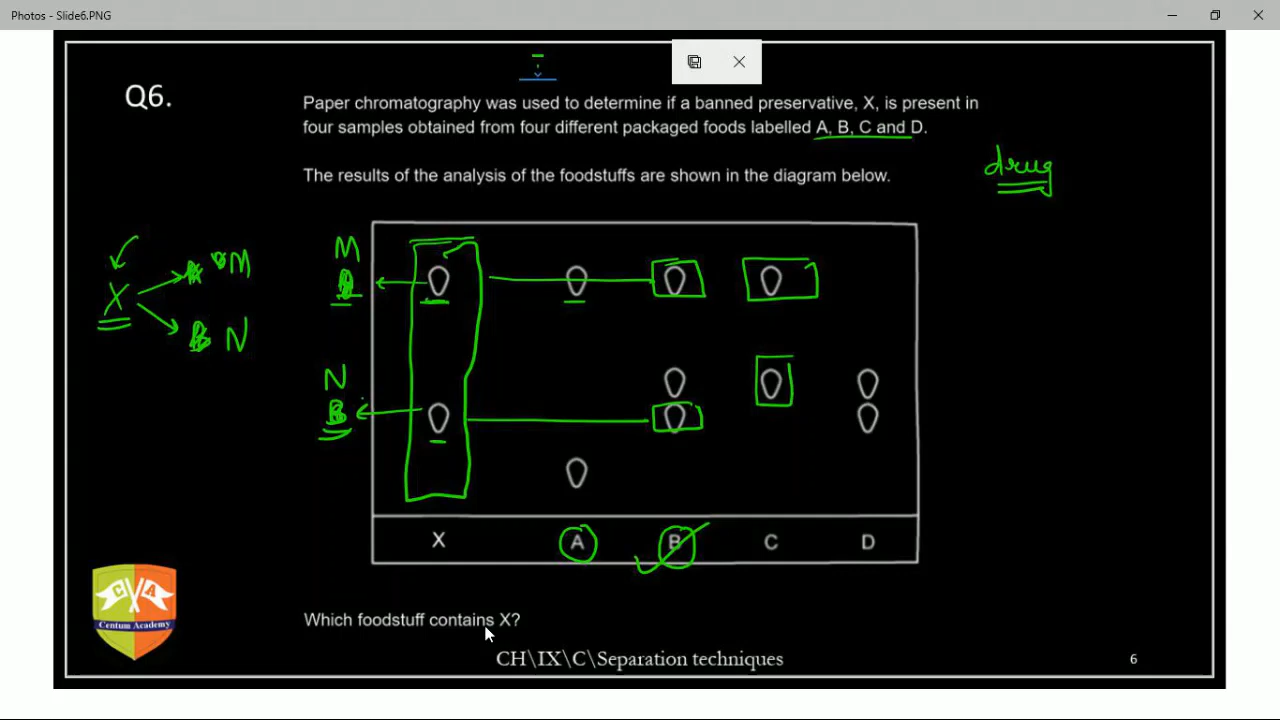 Photos - Slide6.PNG
Q6.
Paper chromatography was used to determine if a banned preservative, X, is present in
four samples obtained from four different packaged foods labelled A, B, C and D.
drug
The results of the analysis of the foodstuffs are shown in the diagram below.
M
M
X
N
N
X A B C D
C A
Centum Academy
Which foodstuff contains X?
CH\IX\C\Separation techniques
6